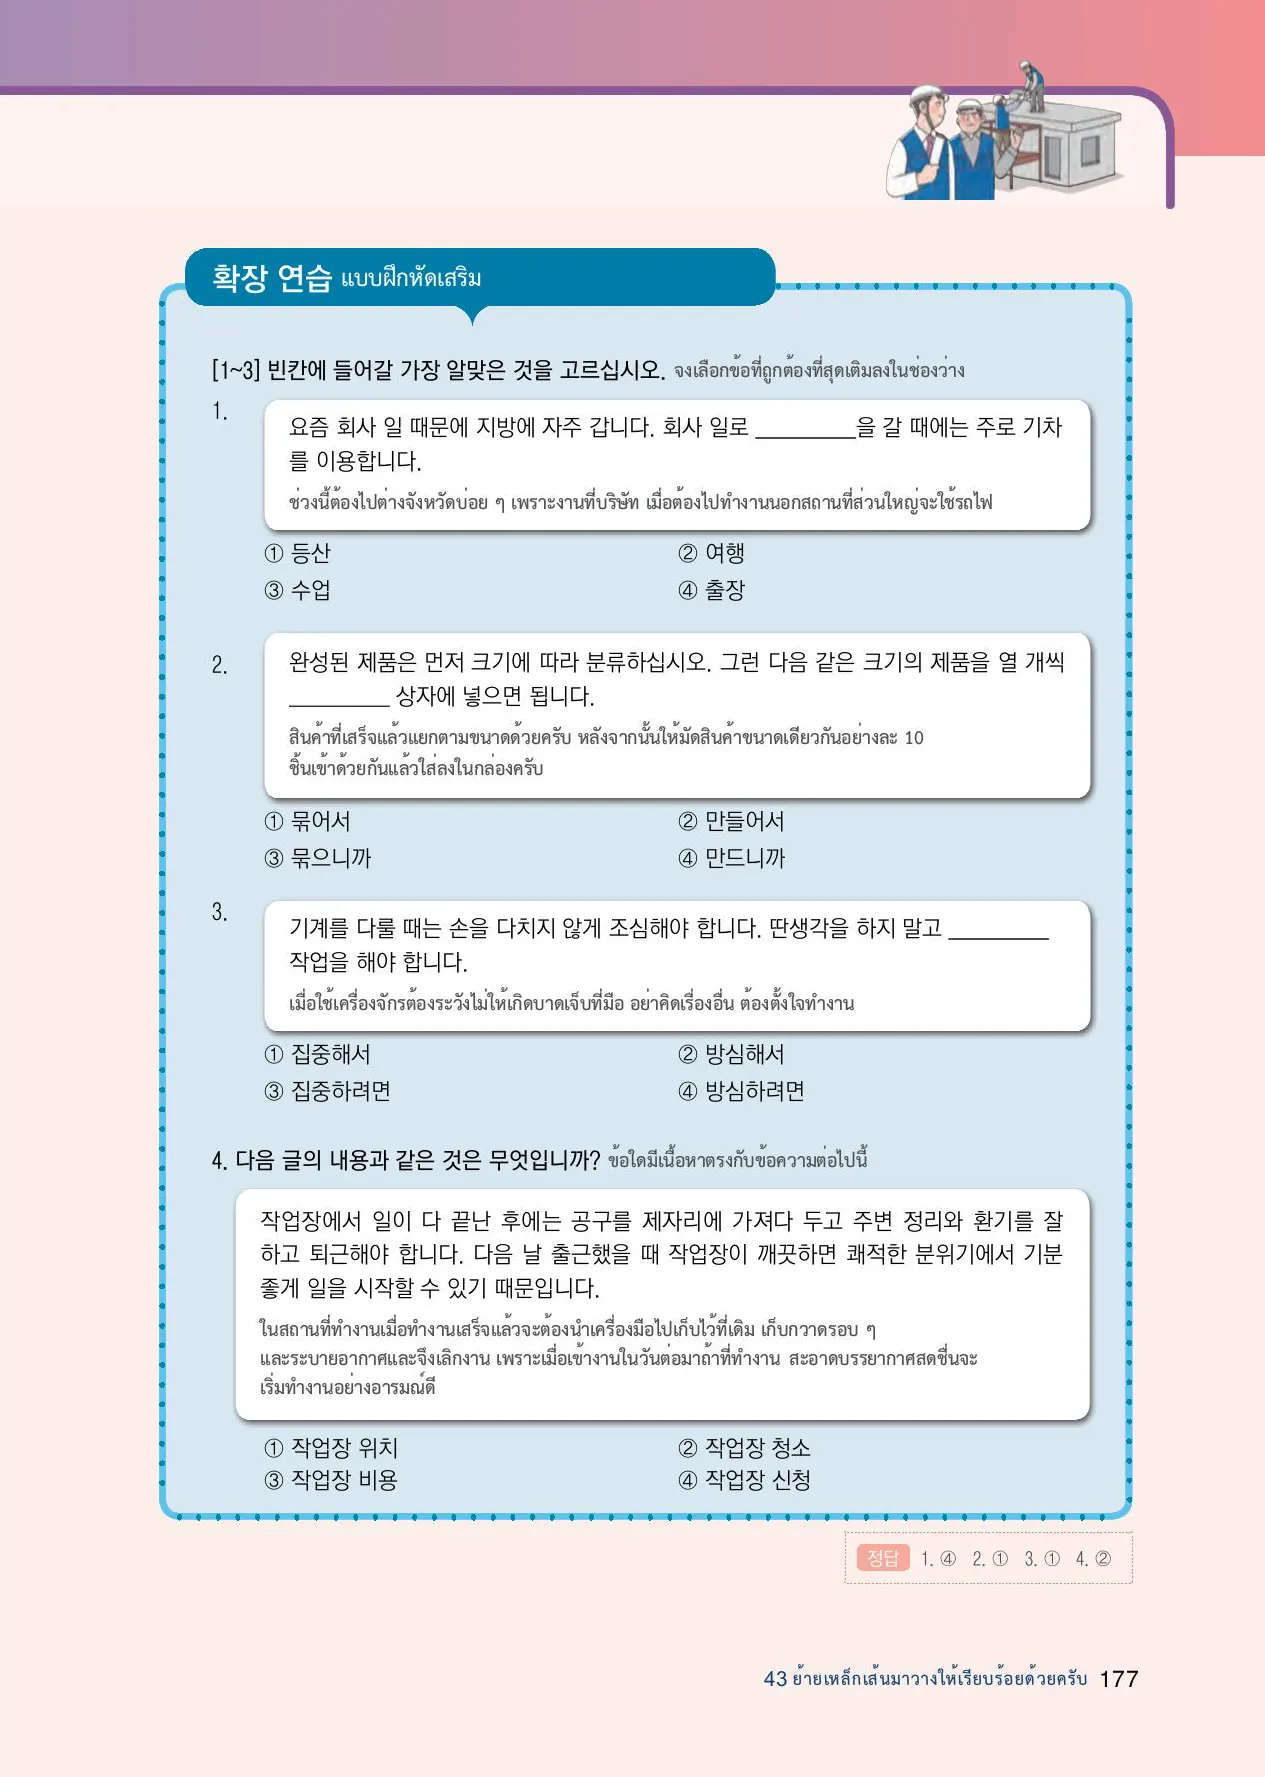 확장 연습 แบบฝึกหัดเสริม
[1~3] 빈칸에 들어갈 가장 알맞은 것을 고르십시오. จงเลือกข้อที่ถูกต้องที่สุดเติมลงในช่องว่าง
1.
요즘 회사 일 때문에 지방에 자주 갑니다. 회사 일로 _________을 갈 때에는 주로 기차
를 이용합니다.
ช่วงนี้ต้องไปต่างจังหวัดบ่อย ๆ เพราะงานที่บริษัท เมื่อต้องไปทำงานนอกสถานที่ส่วนใหญ่จะใช้รถไฟ
① 등산 ② 여행
③ 수업 ④ 출장
2.
완성된 제품은 먼저 크기에 따라 분류하십시오. 그런 다음 같은 크기의 제품을 열 개씩
_________ 상자에 넣으면 됩니다.
สินค้าที่เสร็จแล้วแยกตามขนาดด้วยครับ หลังจากนั้นให้มัดสินค้าขนาดเดียวกันอย่างละ 10
ชิ้นเข้าด้วยกันแล้วใส่ลงในกล่องครับ
① 묶어서 ② 만들어서
③ 묶으니까 ④ 만드니까
3.
기계를 다룰 때는 손을 다치지 않게 조심해야 합니다. 딴생각을 하지 말고 _________
작업을 해야 합니다.
เมื่อใช้เครื่องจักรต้องระวังไม่ให้เกิดบาดเจ็บที่มือ อย่าคิดเรื่องอื่น ต้องตั้งใจทำงาน
① 집중해서 ② 방심해서
③ 집중하려면 ④ 방심하려면
4. 다음 글의 내용과 같은 것은 무엇입니까? ข้อใดมีเนื้อหาตรงกับข้อความต่อไปนี้
작업장에서 일이 다 끝난 후에는 공구를 제자리에 가져다 두고 주변 정리와 환기를 잘
하고 퇴근해야 합니다. 다음 날 출근했을 때 작업장이 깨끗하면 쾌적한 분위기에서 기분
좋게 일을 시작할 수 있기 때문입니다.
ในสถานที่ทำงานเมื่อทำงานเสร็จแล้วจะต้องนำเครื่องมือไปเก็บไว้ที่เดิม เก็บกวาดรอบ ๆ
และระบายอากาศและจึงเลิกงาน เพราะเมื่อเข้างานในวันต่อมาถ้าที่ทำงาน สะอาดบรรยากาศสดชื่นจะ
เริ่มทำงานอย่างอารมณ์ดี
① 작업장 위치 ② 작업장 청소
③ 작업장 비용 ④ 작업장 신청
정답 1. ④ 2. ① 3. ① 4. ②
43 ย้ายเหล็กเส้นมาวางให้เรียบร้อยด้วยครับ 177